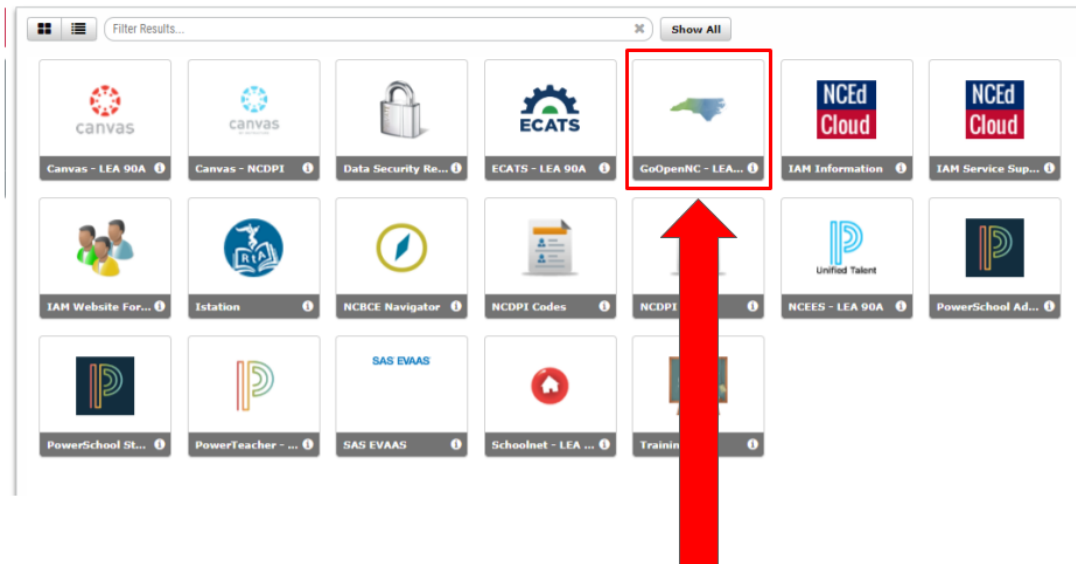 Filter Results...
Show All
canvas
canvas
ECATS
NCEd
Cloud
NCEd
Cloud
Canvas - LEA 90A
Canvas - NCDPI
Data Security Re...
ECATS - LEA 90A
GoOpenNC - LEA...
IAM Information
IAM Service Sup...
RtA
Unified Talent
IAM Website For...
Istation
NCBCE Navigator
NCDPI Codes
NCDPI
NCEES - LEA 90A
PowerSchool Ad...
SAS EVAAS
PowerSchool St...
PowerTeacher - ...
SAS EVAAS
Schoolnet - LEA ...